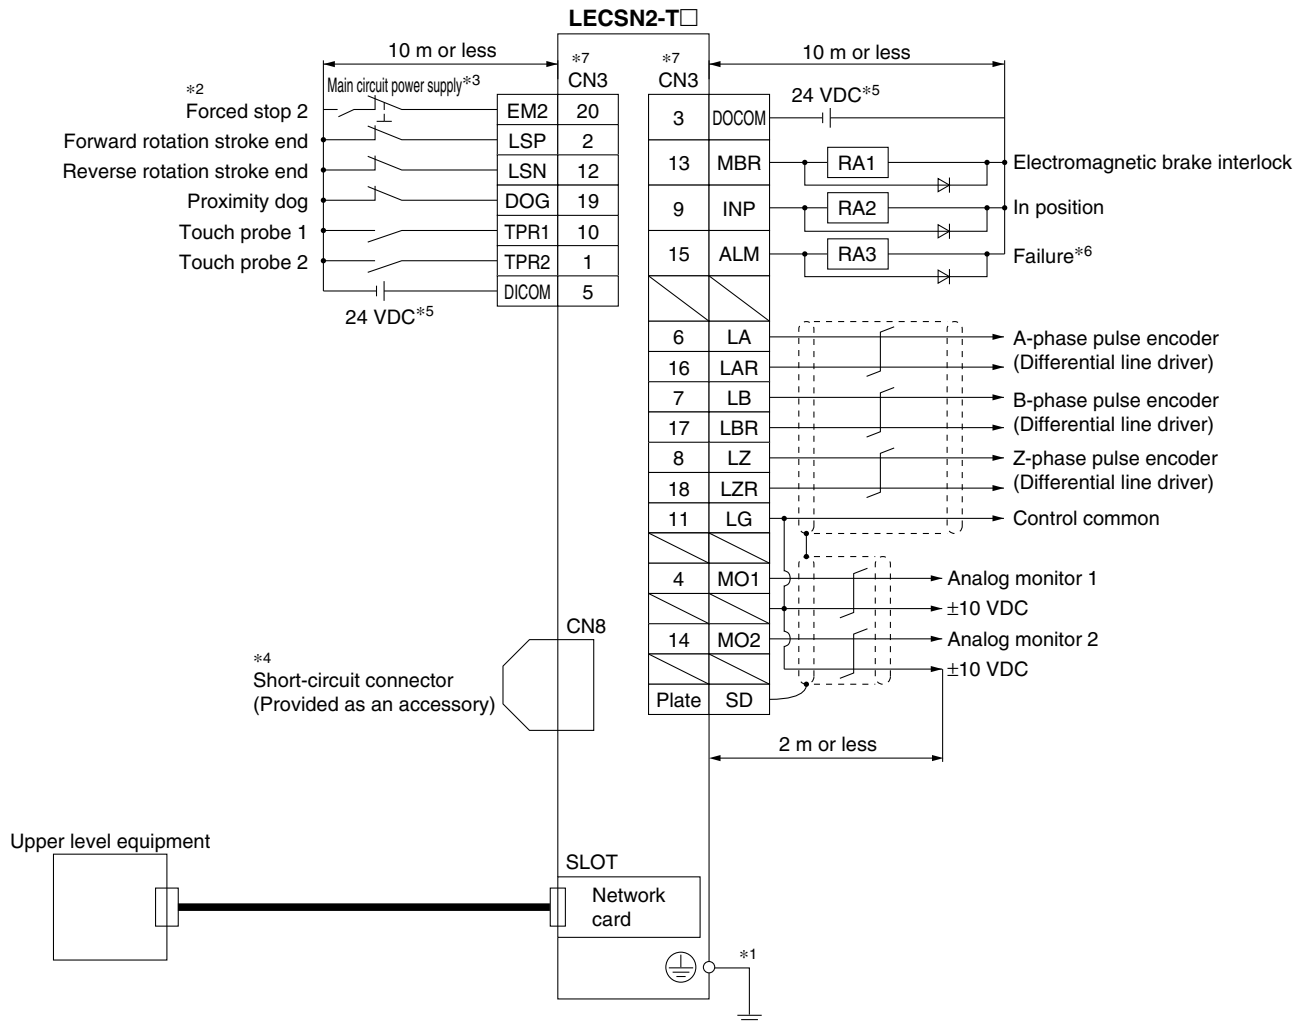 LECSN2-T□
10 m or less
10 m or less
*7
CN3
*7
CN3
*2
Main circuit power supply*3
Forced stop 2
EM2 20
Forward rotation stroke end
LSP 2
Reverse rotation stroke end
LSN 12
Proximity dog
DOG 19
Touch probe 1
TPR1 10
Touch probe 2
TPR2 1
DICOM 5
24 VDC*5
24 VDC*5
3 DOCOM
13 MBR RA1 Electromagnetic brake interlock
9 INP RA2 In position
15 ALM RA3 Failure*6
6 LA
A-phase pulse encoder
(Differential line driver)
16 LAR
7 LB
B-phase pulse encoder
(Differential line driver)
17 LBR
8 LZ
Z-phase pulse encoder
(Differential line driver)
18 LZR
11 LG Control common
4 MO1 Analog monitor 1
±10 VDC
14 MO2 Analog monitor 2
±10 VDC
Plate SD
2 m or less
CN8
*4
Short-circuit connector
(Provided as an accessory)
Upper level equipment
SLOT
Network
card
*1